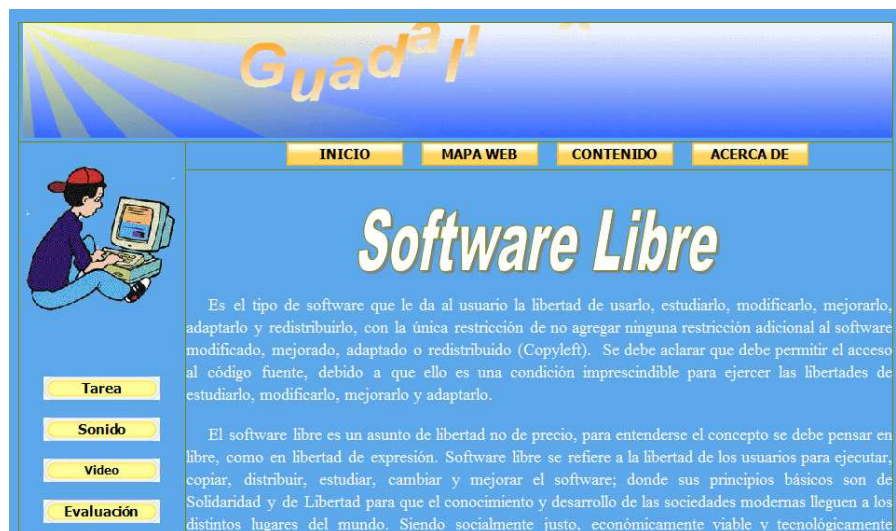 Guadall
INICIO MAPA WEB CONTENIDO ACERCA DE
Software Libre
Es el tipo de software que le da al usuario la libertad de usarlo, estudiarlo, modificarlo, mejorarlo,
adaptarlo y redistribuirlo, con la única restricción de no agregar ninguna restricción adicional al software
modificado, mejorado, adaptado o redistribuido (Copyleft). Se debe aclarar que debe permitir el acceso
al código fuente, debido a que ello es una condición imprescindible para ejercer las libertades de
estudiarlo, modificarlo, mejorarlo y adaptarlo.
El software libre es un asunto de libertad no de precio, para entenderse el concepto se debe pensar en
libre, como en libertad de expresión. Software libre se refiere a la libertad de los usuarios para ejecutar,
copiar, distribuir, estudiar, cambiar y mejorar el software; donde sus principios básicos son de
Solidaridad y de Libertad para que el conocimiento y desarrollo de las sociedades modernas lleguen a los
distintos lugares del mundo. Siendo socialmente justo, económicamente viable y tecnológicamente
Tarea
Sonido
Video
Evaluación